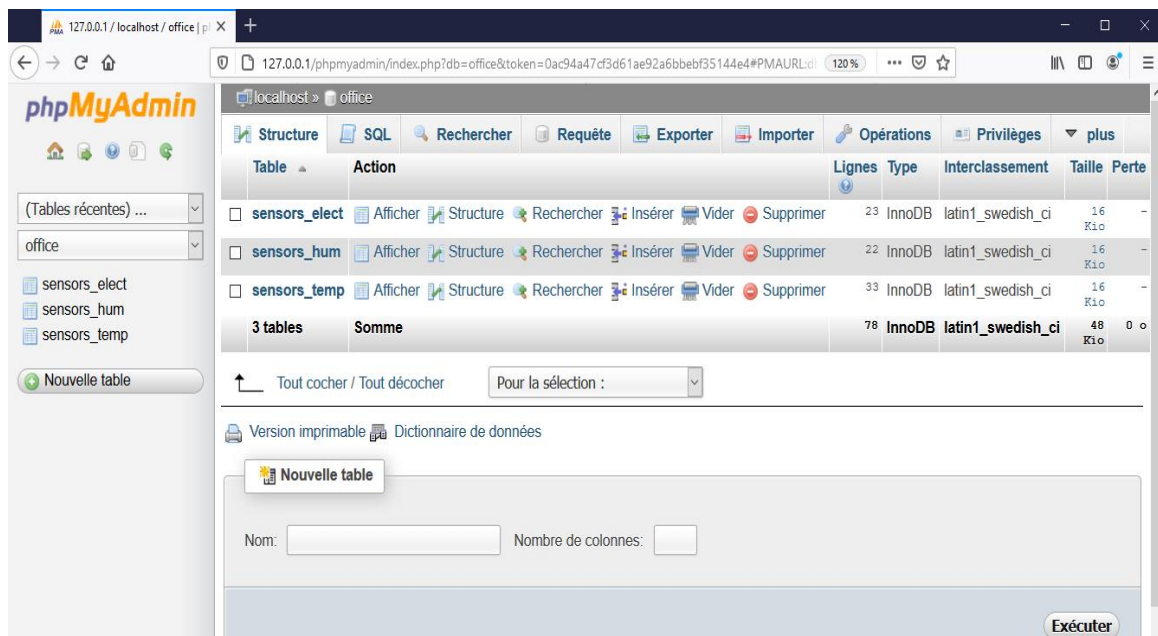 127.0.0.1 / localhost / office | p
127.0.0.1/phpmyadmin/index.php?db=office&token=0ac94a47cf3d61ae92a6bbebf35144e4#PMAURL:d 120%
phpMyAdmin
(Tables récentes) ...
office
sensors_elect
sensors_hum
sensors_temp
Nouvelle table
localhost » office
Structure SQL Rechercher Requête Exporter Importer Opérations Privilèges plus
Table Action Lignes Type Interclassement Taille Perte
sensors_elect Afficher Structure Rechercher Insérer Vider Supprimer 23 InnoDB latin1_swedish_ci 16 Kio -
sensors_hum Afficher Structure Rechercher Insérer Vider Supprimer 22 InnoDB latin1_swedish_ci 16 Kio -
sensors_temp Afficher Structure Rechercher Insérer Vider Supprimer 33 InnoDB latin1_swedish_ci 16 Kio -
3 tables Somme 78 InnoDB latin1_swedish_ci 48 Kio 0 o
Tout cocher / Tout décocher Pour la sélection :
Version imprimable Dictionnaire de données
Nouvelle table
Nom: Nombre de colonnes:
Exécuter